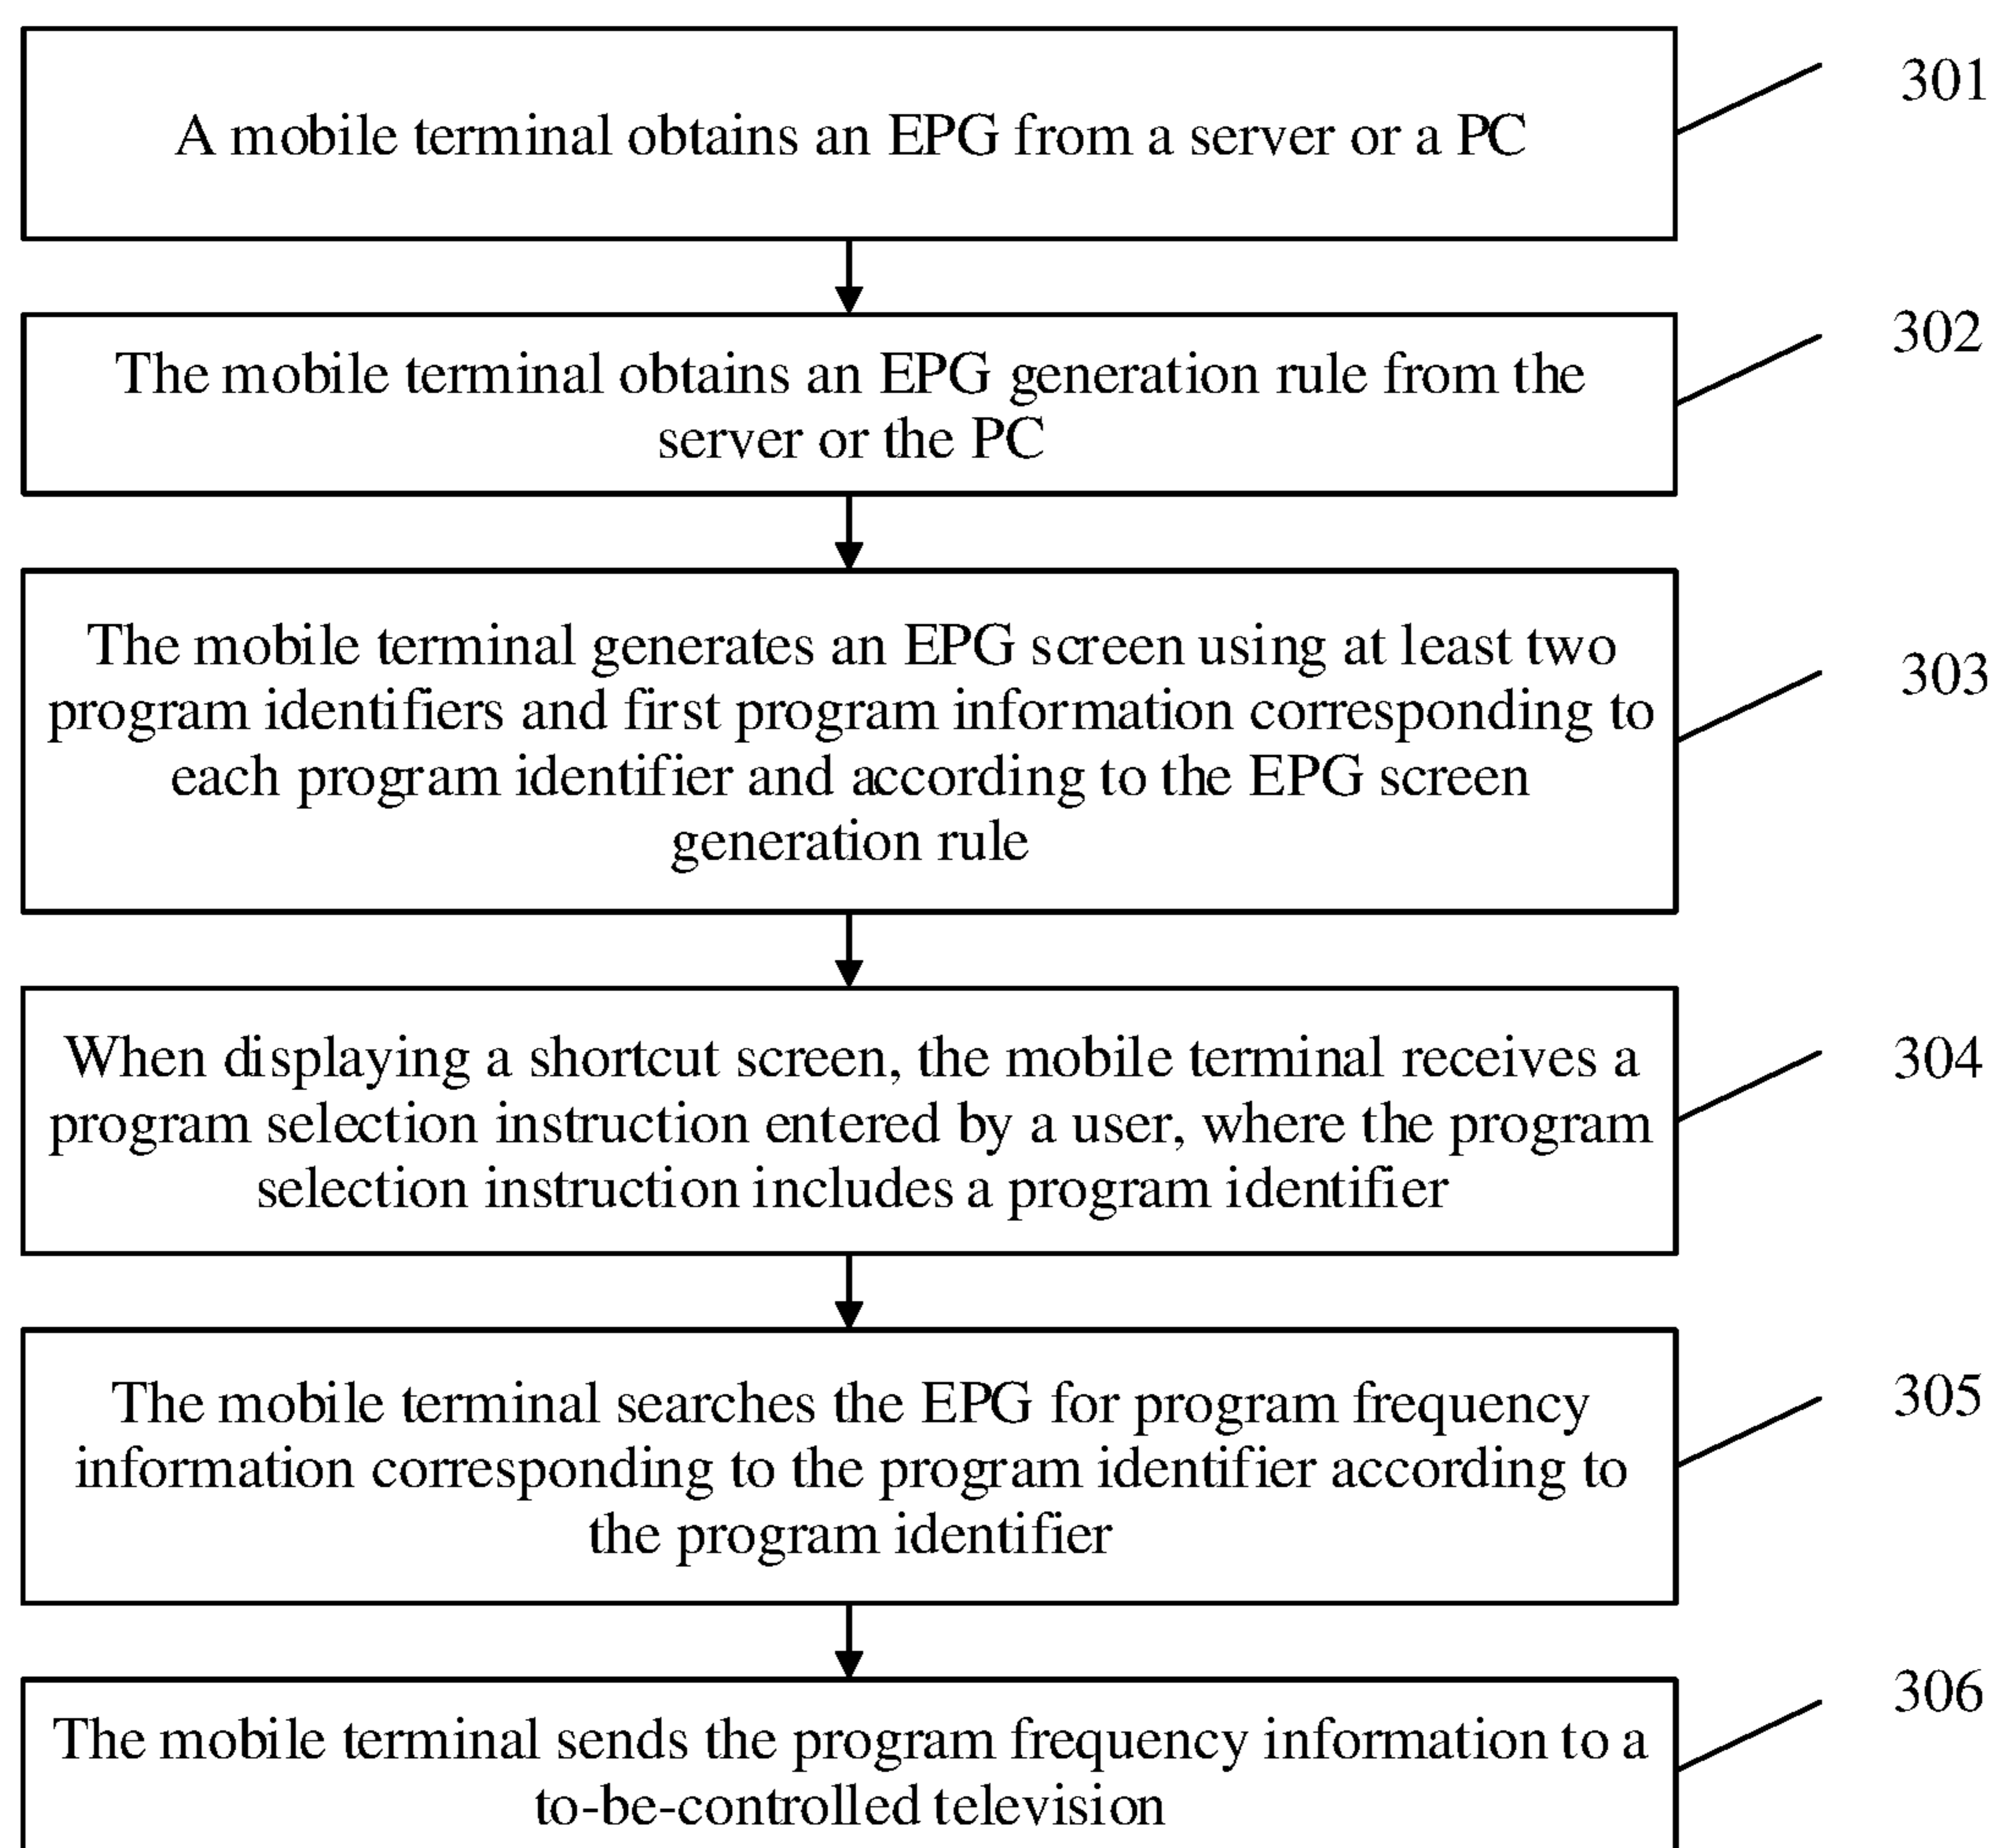 A mobile terminal obtains an EPG from a server or a PC
301
The mobile terminal obtains an EPG generation rule from the
server or the PC
302
The mobile terminal generates an EPG screen using at least two
program identifiers and first program information corresponding to
each program identifier and according to the EPG screen
generation rule
303
When displaying a shortcut screen, the mobile terminal receives a
program selection instruction entered by a user, where the program
selection instruction includes a program identifier
304
The mobile terminal searches the EPG for program frequency
information corresponding to the program identifier according to
the program identifier
305
The mobile terminal sends the program frequency information to a
to-be-controlled television
306